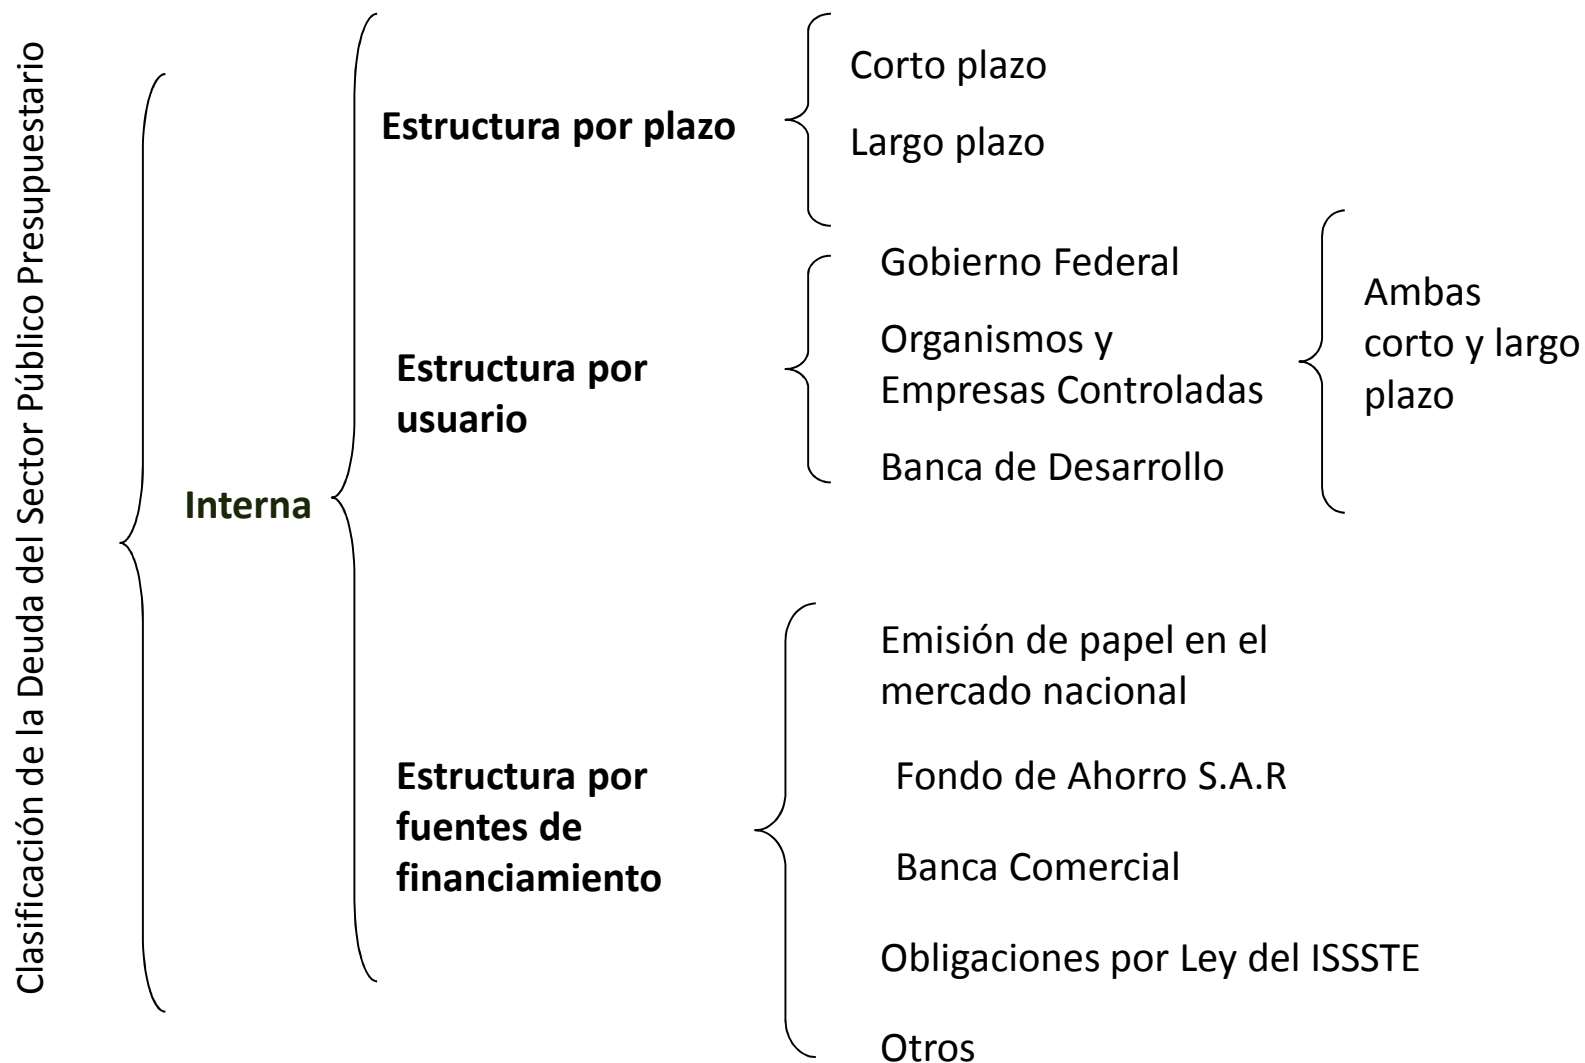 Clasificación de la Deuda del Sector Público Presupuestario
Interna
Estructura por plazo
Corto plazo
Largo plazo
Estructura por
usuario
Gobierno Federal
Organismos y
Empresas Controladas
Banca de Desarrollo
Ambas
corto y largo
plazo
Estructura por
fuentes de
financiamiento
Emisión de papel en el
mercado nacional
Fondo de Ahorro S.A.R
Banca Comercial
Obligaciones por Ley del ISSSTE
Otros